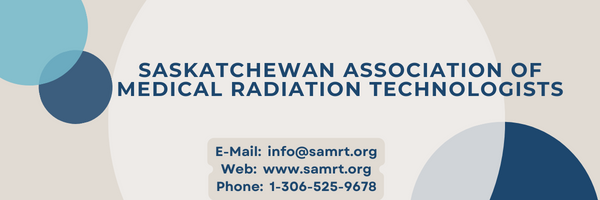 SASKATCHEWAN ASSOCIATION OF
MEDICAL RADIATION TECHNOLOGISTS
E-Mail: info@samrt.org
Web: www.samrt.org
Phone: 1-306-525-9678